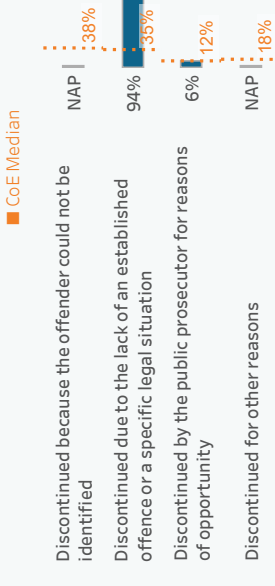 CoE Median
Discontinued because the offender could not be
identified
NAP
38%
Discontinued due to the lack of an established
offence or a specific legal situation
94%
35%
Discontinued by the public prosecutor for reasons
of opportunity
6%
12%
Discontinued for other reasons
NAP
18%